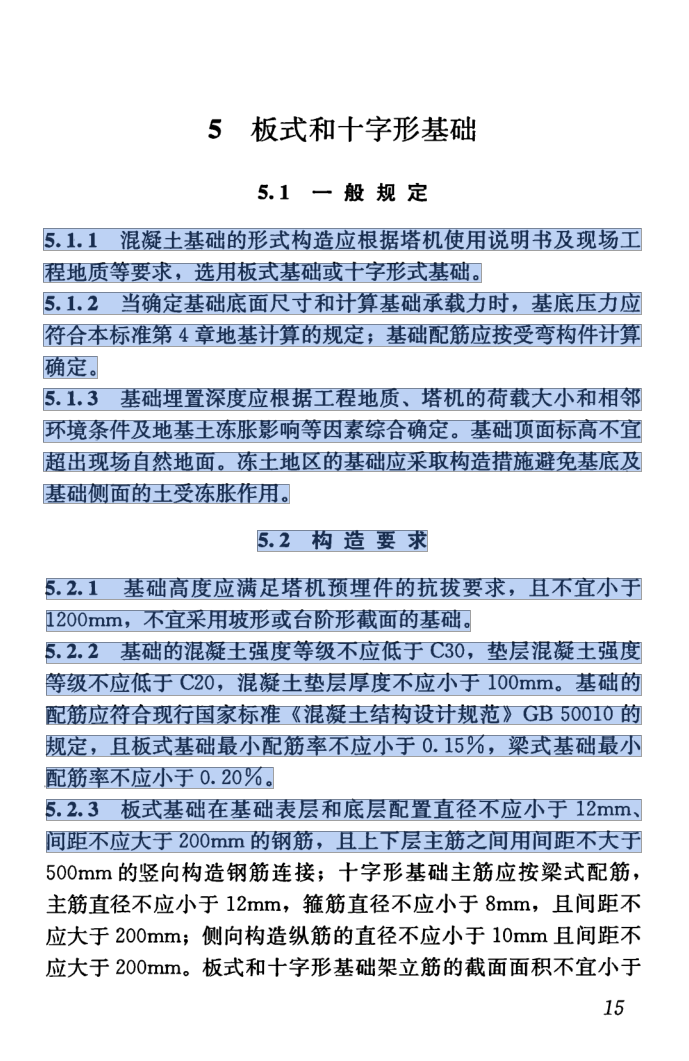 5 板式和十字形基础
5.1 一般规定
5.1.1 混凝土基础的形式构造应根据塔机使用说明书及现场工
程地质等要求，选用板式基础或十字形式基础。
5.1.2 当确定基础底面尺寸和计算基础承载力时，基底压力应
符合本标准第 4 章地基计算的规定；基础配筋应按受弯构件计算
确定。
5.1.3 基础埋置深度应根据工程地质、塔机的荷载大小和相邻
环境条件及地基土冻胀影响等因素综合确定。基础顶面标高不宜
超出现场自然地面。冻土地区的基础应采取构造措施避免基底及
基础侧面的土受冻胀作用。
5.2 构造要求
5.2.1 基础高度应满足塔机预埋件的抗拔要求，且不宜小于
1200mm，不宜采用坡形或台阶形截面的基础。
5.2.2 基础的混凝土强度等级不应低于 C30，垫层混凝土强度
等级不应低于 C20，混凝土垫层厚度不应小于 100mm。基础的
配筋应符合现行国家标准《混凝土结构设计规范》GB 50010 的
规定，且板式基础最小配筋率不应小于 0.15%，梁式基础最小
配筋率不应小于 0.20%。
5.2.3 板式基础在基础表层和底层配置直径不应小于 12mm、
间距不应大于 200mm 的钢筋，且上下层主筋之间用间距不大于
500mm 的竖向构造钢筋连接；十字形基础主筋应按梁式配筋，
主筋直径不应小于 12mm，箍筋直径不应小于 8mm，且间距不
应大于 200mm；侧向构造纵筋的直径不应小于 10mm 且间距不
应大于 200mm。板式和十字形基础架立筋的截面面积不宜小于
15